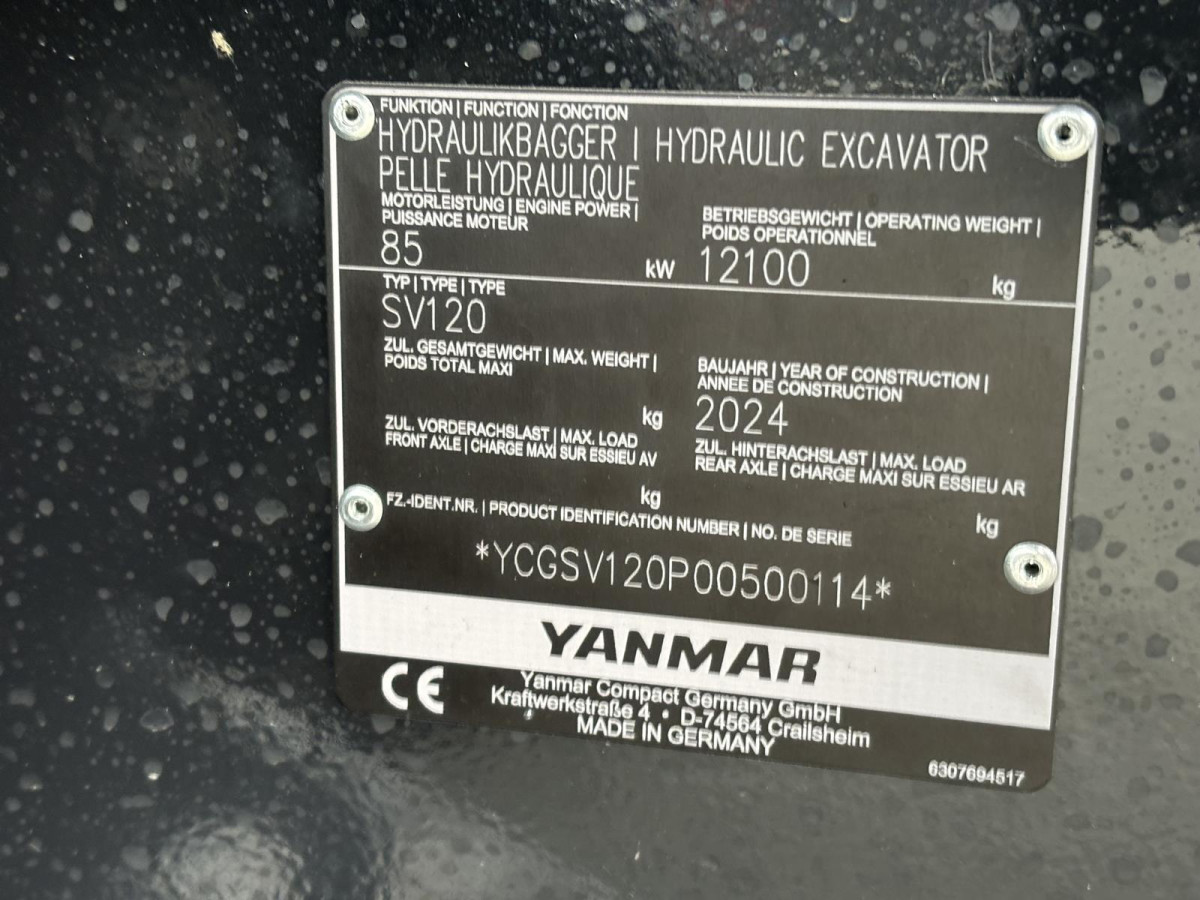 FUNKTION | FUNCTION | FONCTION
HYDRAULIKBAGGER | HYDRAULIC EXCAVATOR
PELLE HYDRAULIQUE
MOTORLEISTUNG | ENGINE POWER |
PUISSANCE MOTEUR
85 kW
BETRIEBSGEWICHT | OPERATING WEIGHT |
POIDS OPERATIONNEL
12100 kg
TYP | TYPE | TYPE
SV120
ZUL. GESAMTGEWICHT | MAX. WEIGHT |
POIDS TOTAL MAXI
kg
BAUJAHR | YEAR OF CONSTRUCTION |
ANNEE DE CONSTRUCTION
2024
ZUL. VORDERACHSLAST | MAX. LOAD
FRONT AXLE | CHARGE MAXI SUR ESSIEU AV
kg
ZUL. HINTERACHSLAST | MAX. LOAD
REAR AXLE | CHARGE MAXI SUR ESSIEU AR
kg
FZ.-IDENT.NR. | PRODUCT IDENTIFICATION NUMBER | NO. DE SERIE
*YCGSV120P00500114*
YANMAR
CE
Yanmar Compact Germany GmbH
Kraftwerkstraße 4 • D-74564 Crailsheim
MADE IN GERMANY
6307694517